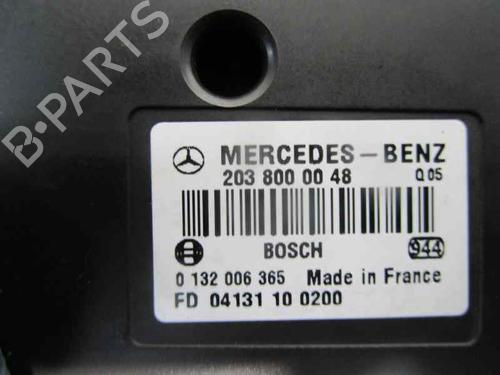 B-PARTS
MERCEDES-BENZ
203 800 00 48 Q 05
BOSCH 944
0 132 006 365 Made in France
FD 04131 10 0200